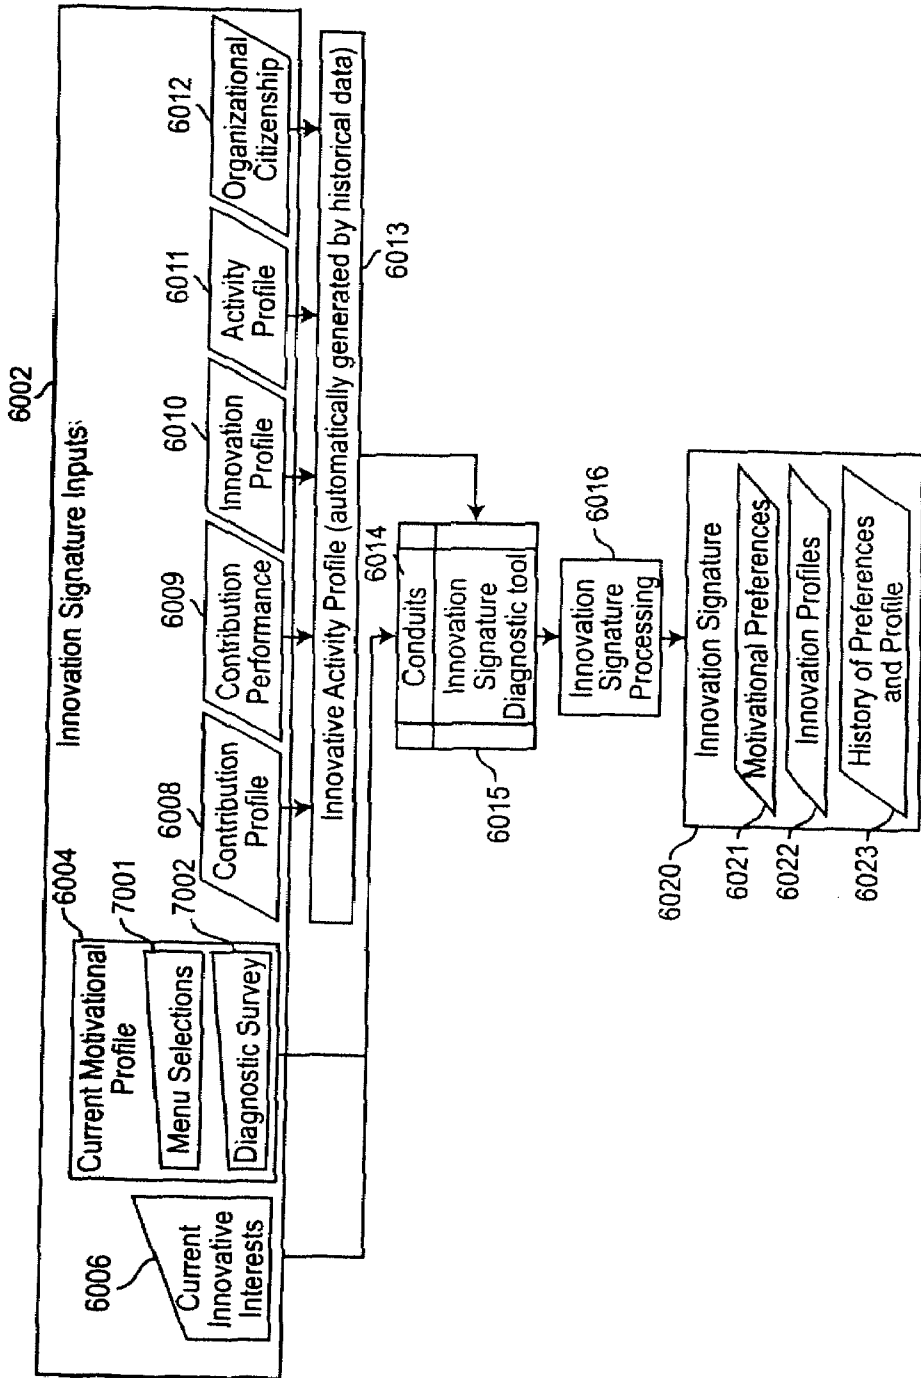 6002
Innovation Signature Inputs:
6006
Current
Innovative
Interests
6004
Current Motivational
Profile
7001
Menu Selections
7002
Diagnostic Survey
6008
Contribution
Profile
6009
Contribution
Performance
6010
Innovation
Profile
6011
Activity
Profile
6012
Organizational
Citizenship
Innovative Activity Profile (automatically generated by historical data)
6013
Conduits
6014
Innovation
Signature
Diagnostic tool
6015
6016
Innovation
Signature
Processing
6020
Innovation Signature
6021
Motivational Preferences
6022
Innovation Profiles
6023
History of Preferences
and Profile